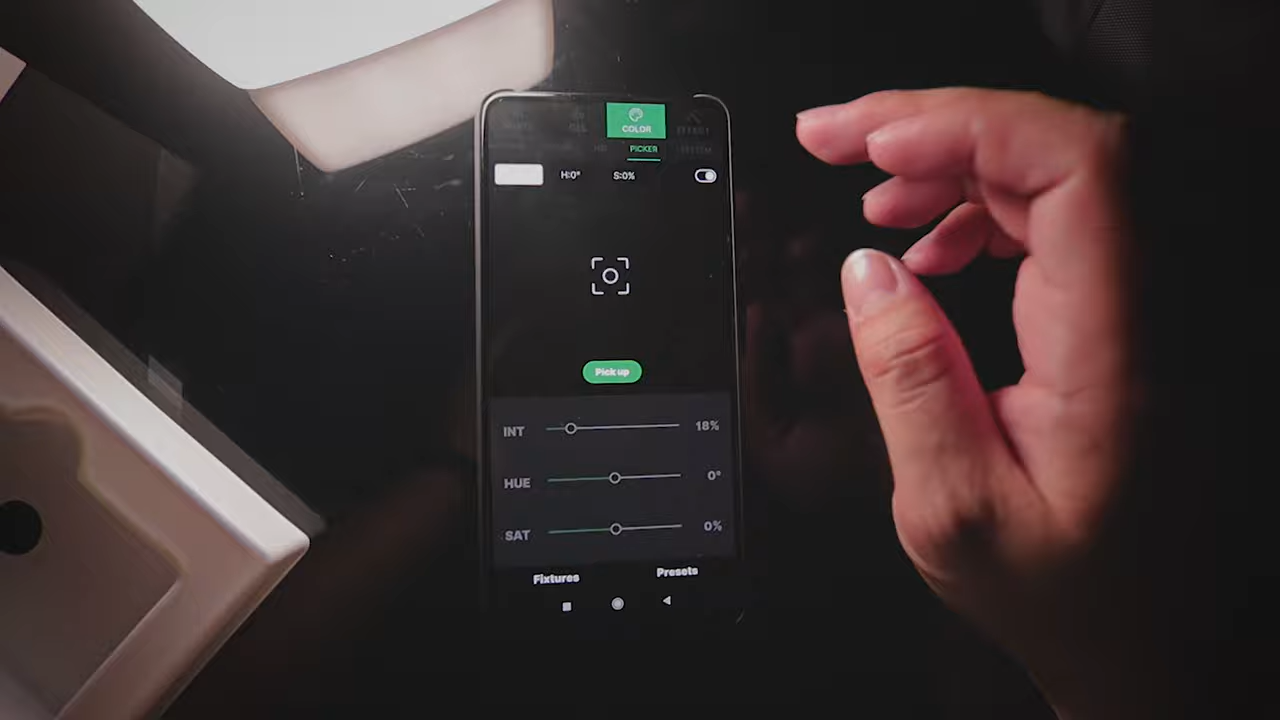 COLOR
PICKER
H:0° S:0%
Pick up
INT 18%
HUE 0°
SAT 0%
Fixtures Presets